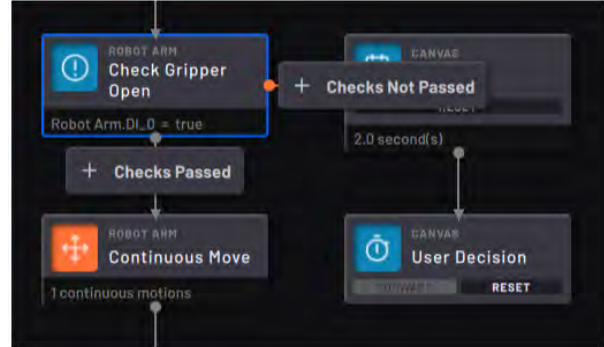 ROBOT ARM
Check Gripper
Open
Robot Arm.DI_0 = true
+ Checks Passed
ROBOT ARM
Continuous Move
1 continuous motions
CANVAS
+ Checks Not Passed
RESET
2.0 second(s)
CANVAS
User Decision
RESET